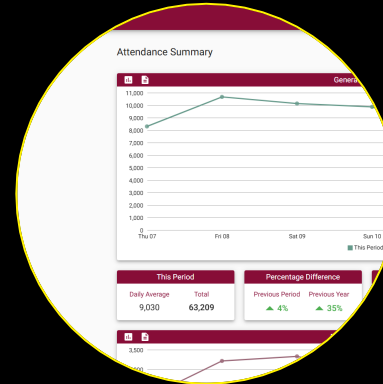 Attendance Summary
General
11,000
10,000
9,000
8,000
7,000
6,000
5,000
4,000
3,000
2,000
1,000
0
Thu 07 Fri 08 Sat 09 Sun 10
This Period
This Period Percentage Difference
Daily Average Total Previous Period Previous Year
9,030 63,209 4% 35%
3,500